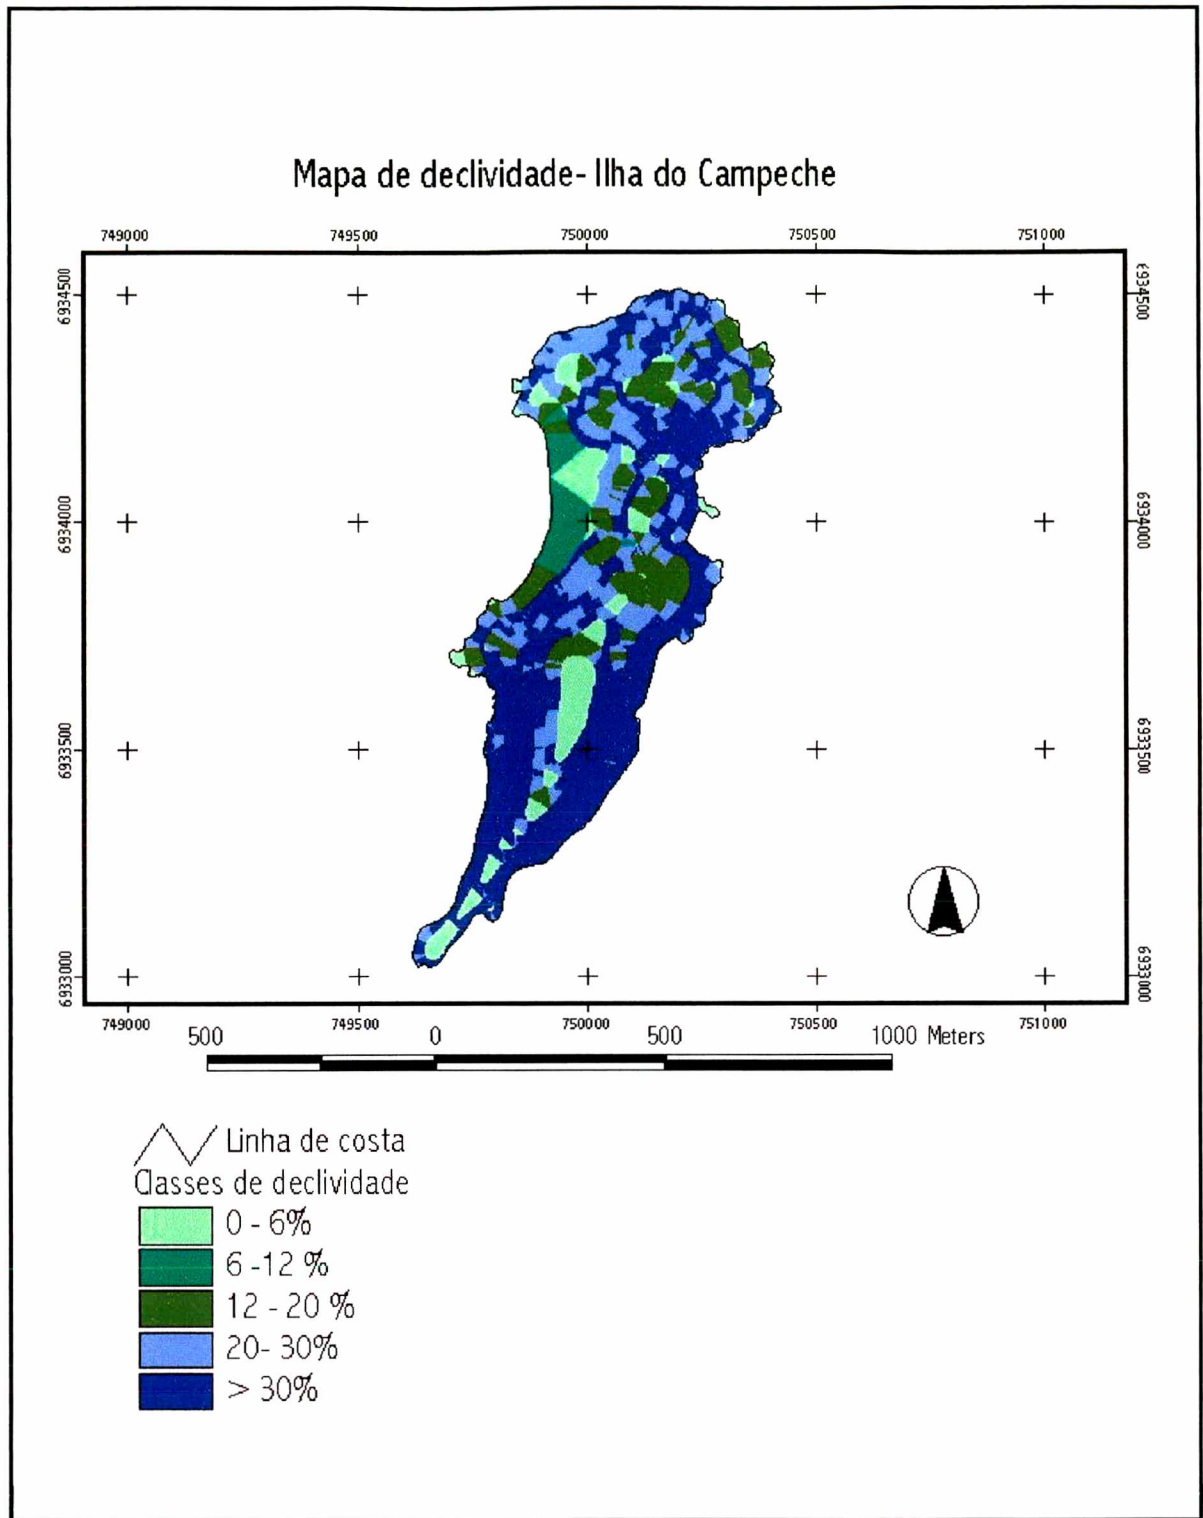 Mapa de declividade- Ilha do Campeche
749000 749500 750000 750500 751000
6934500 6934500
6934000 6934000
6933500 6933500
6933000 6933000
749000 749500 750000 750500 751000
500 0 500 1000 Meters
Linha de costa
Classes de declividade
0 - 6%
6 -12 %
12 - 20 %
20- 30%
> 30%